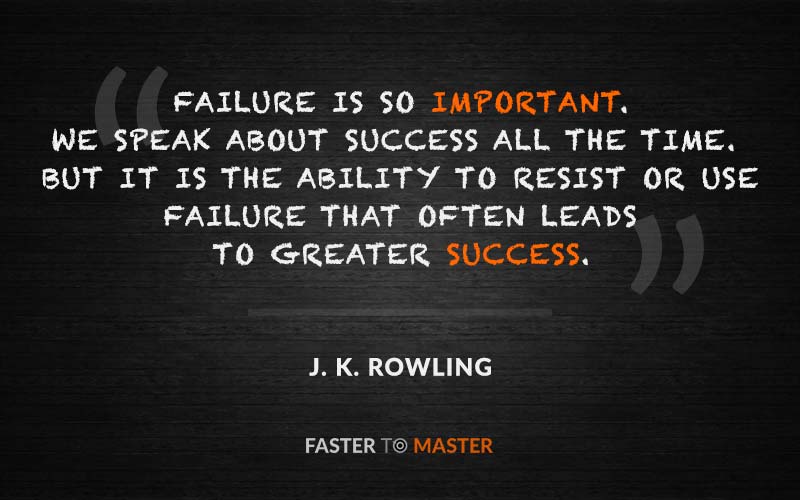 FAILURE IS SO IMPORTANT.
WE SPEAK ABOUT SUCCESS ALL THE TIME.
BUT IT IS THE ABILITY TO RESIST OR USE
FAILURE THAT OFTEN LEADS
TO GREATER SUCCESS.
J. K. ROWLING
FASTER TO MASTER